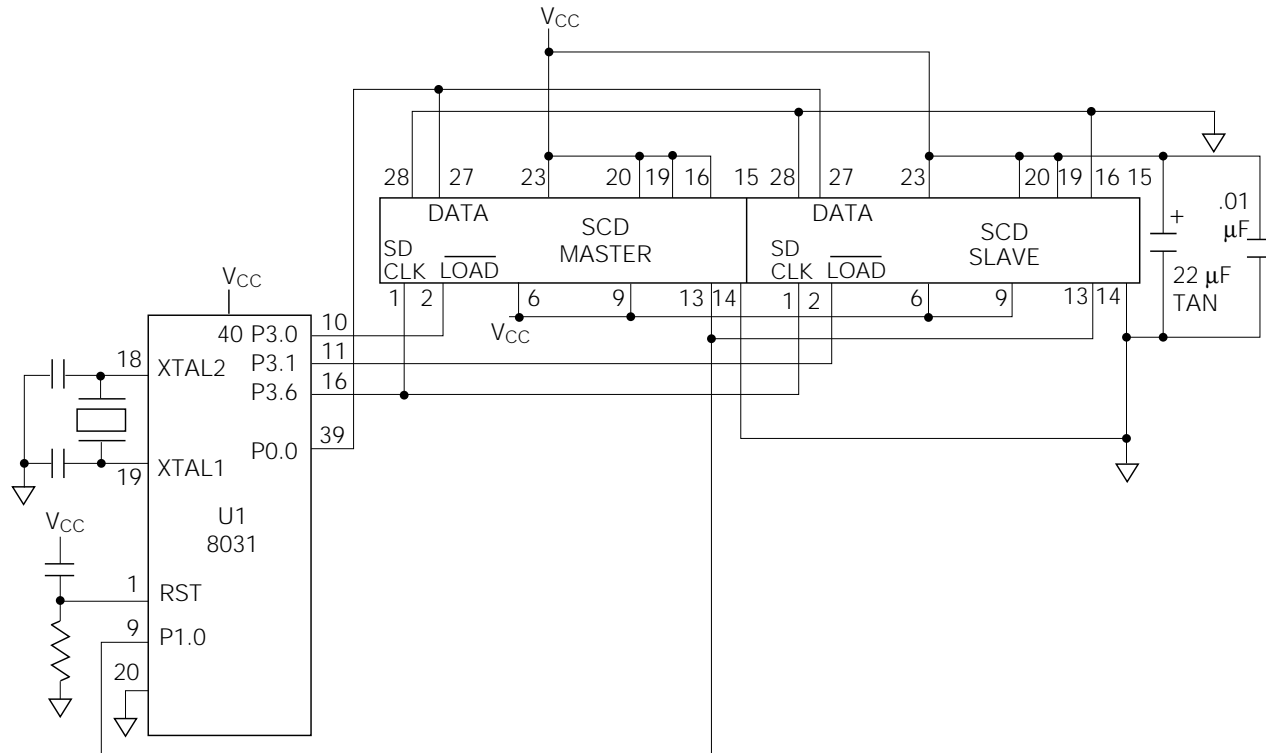 VCC
28 27 23 20 19 16 15 28 27 23 20 19 16 15
DATA
SCD
MASTER
SD
CLK
LOAD
DATA
SCD
SLAVE
SD
CLK
LOAD
+
22 µF
TAN
.01
µF
1 2 6 9 13 14 1 2 6 9 13 14
VCC
VCC
40 P3.0 10
P3.1 11
P3.6 16
P0.0 39
18 XTAL2
19 XTAL1
U1
8031
VCC
1 RST
9 P1.0
20